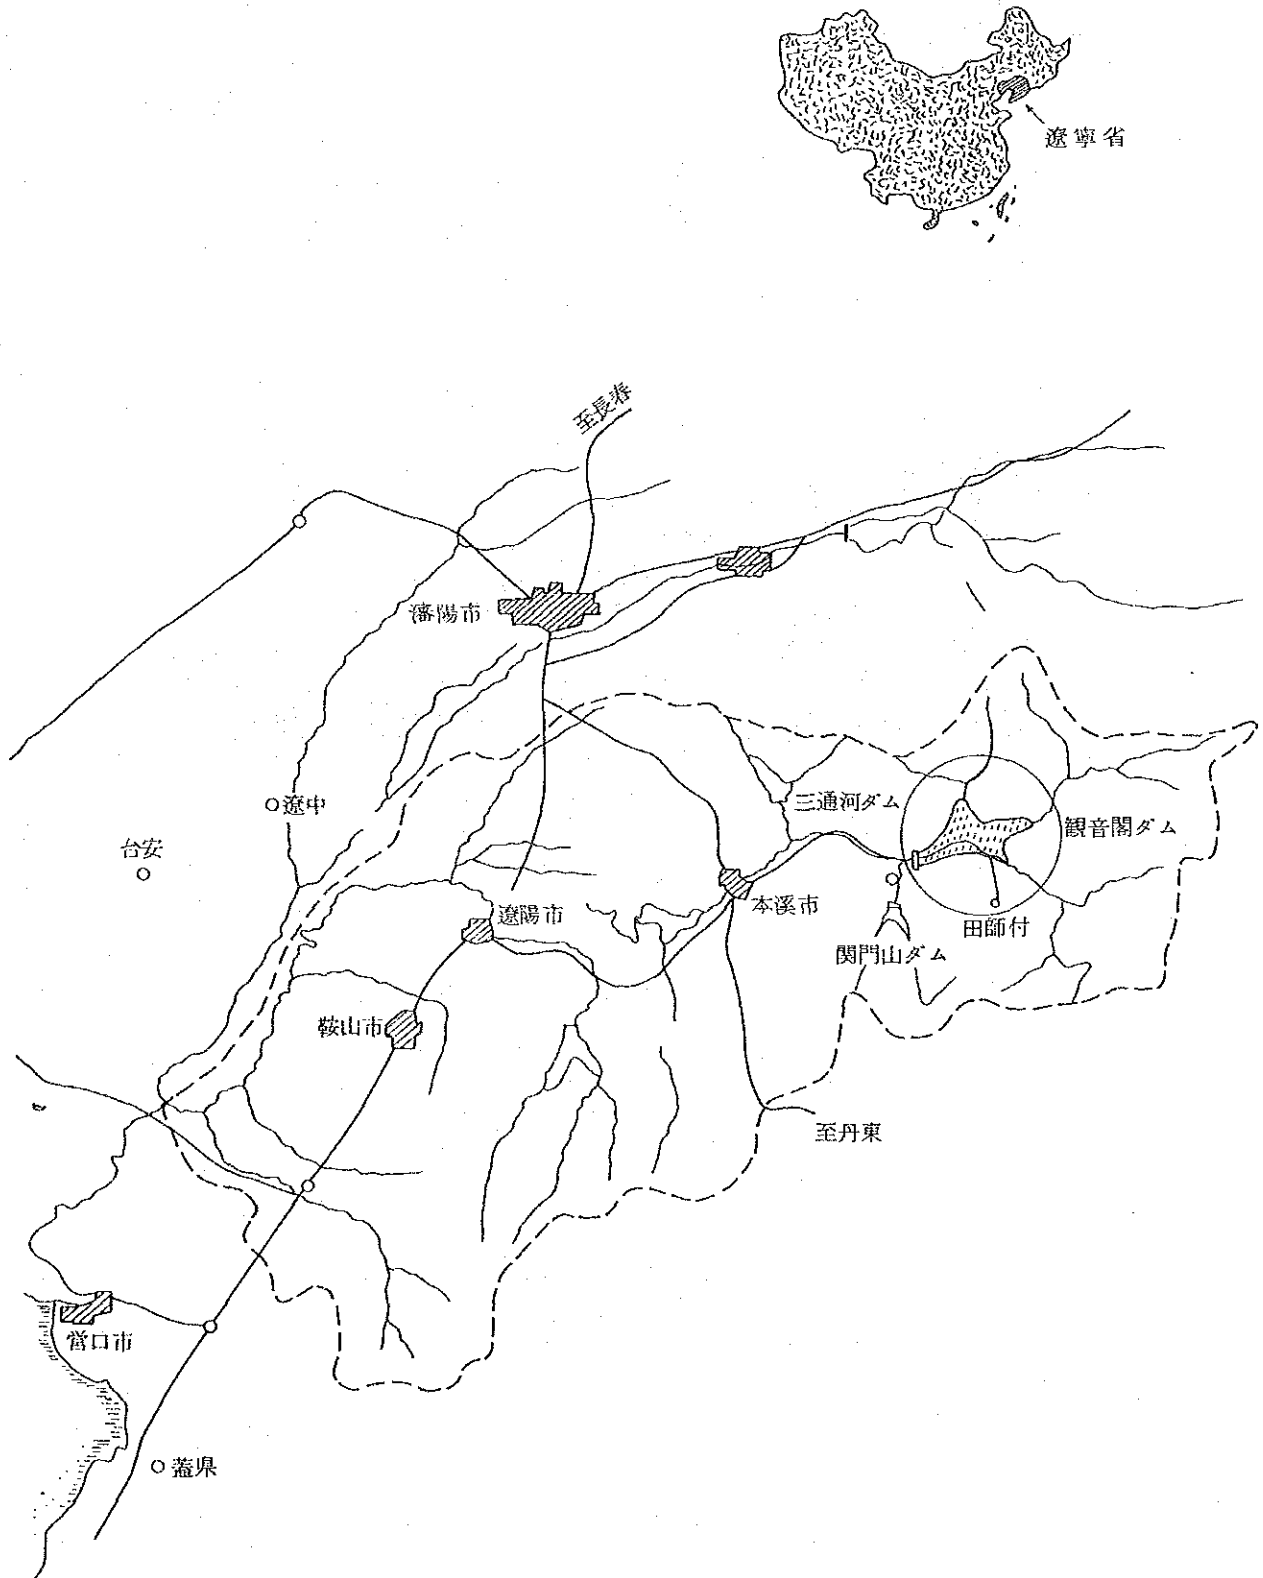 遼寧省
至長春
瀋陽市
三通河ダム
遼中
観音閣ダム
台安
本溪市
遼陽市
田師付
関門山ダム
鞍山市
至丹東
営口市
蓋県